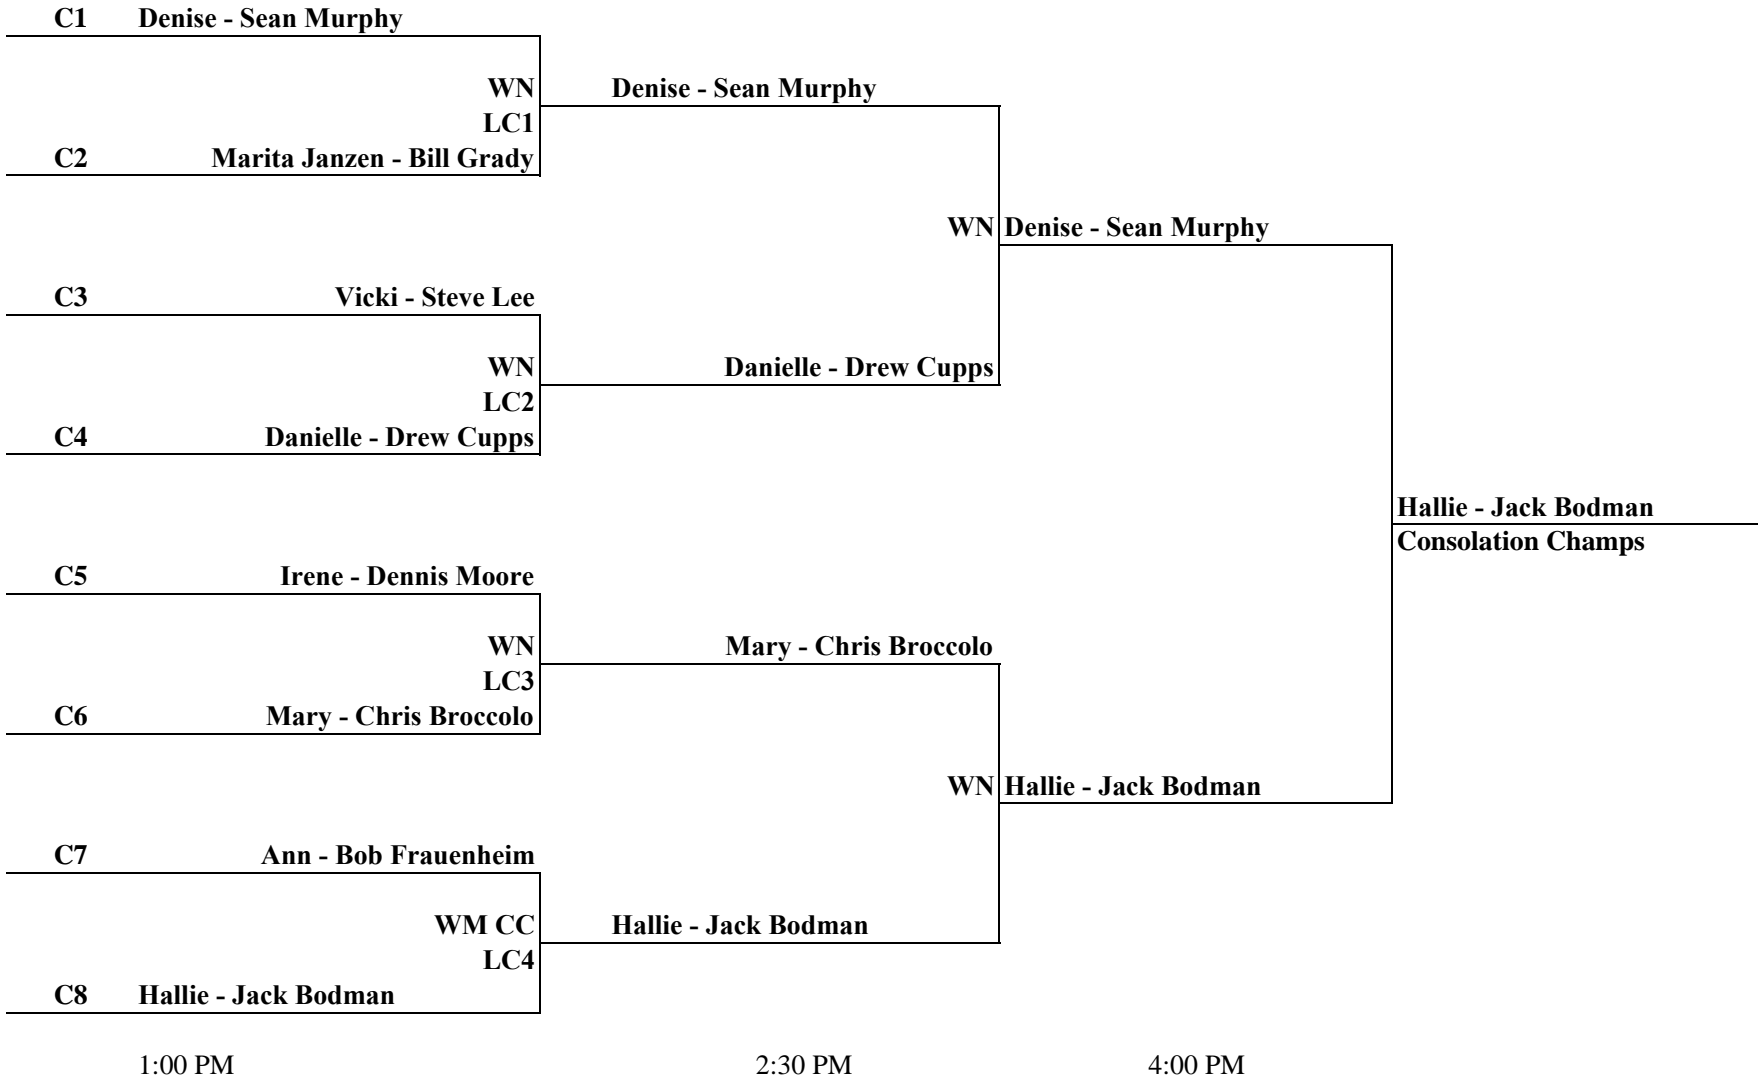 C1 Denise - Sean Murphy
WN Denise - Sean Murphy
LC1
C2 Marita Janzen - Bill Grady
WN Denise - Sean Murphy
C3 Vicki - Steve Lee
WN Danielle - Drew Cupps
LC2
C4 Danielle - Drew Cupps
Hallie - Jack Bodman
Consolation Champs
C5 Irene - Dennis Moore
WN Mary - Chris Broccolo
LC3
C6 Mary - Chris Broccolo
WN Hallie - Jack Bodman
C7 Ann - Bob Frauenheim
WM CC Hallie - Jack Bodman
LC4
C8 Hallie - Jack Bodman
1:00 PM 2:30 PM 4:00 PM